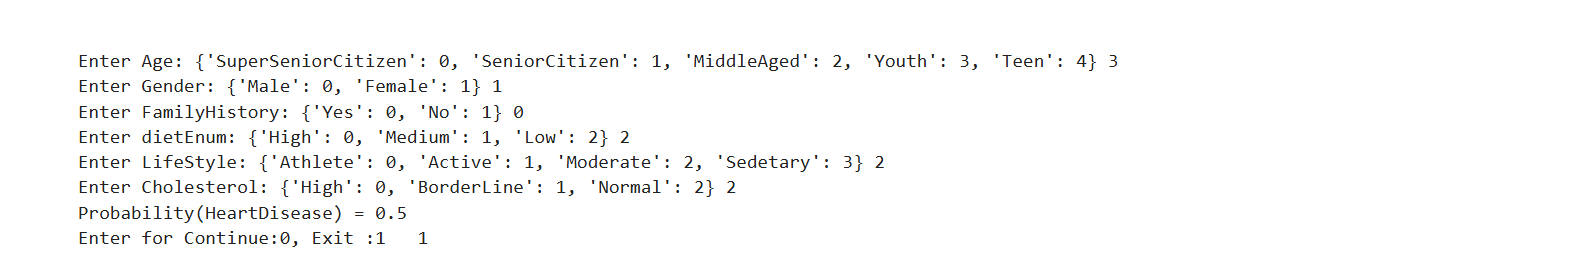 Enter Age: {'SuperSeniorCitizen': 0, 'SeniorCitizen': 1, 'MiddleAged': 2, 'Youth': 3, 'Teen': 4} 3
Enter Gender: {'Male': 0, 'Female': 1} 1
Enter FamilyHistory: {'Yes': 0, 'No': 1} 0
Enter dietEnum: {'High': 0, 'Medium': 1, 'Low': 2} 2
Enter LifeStyle: {'Athlete': 0, 'Active': 1, 'Moderate': 2, 'Sedetary': 3} 2
Enter Cholesterol: {'High': 0, 'BorderLine': 1, 'Normal': 2} 2
Probability(HeartDisease) = 0.5
Enter for Continue:0, Exit :1   1